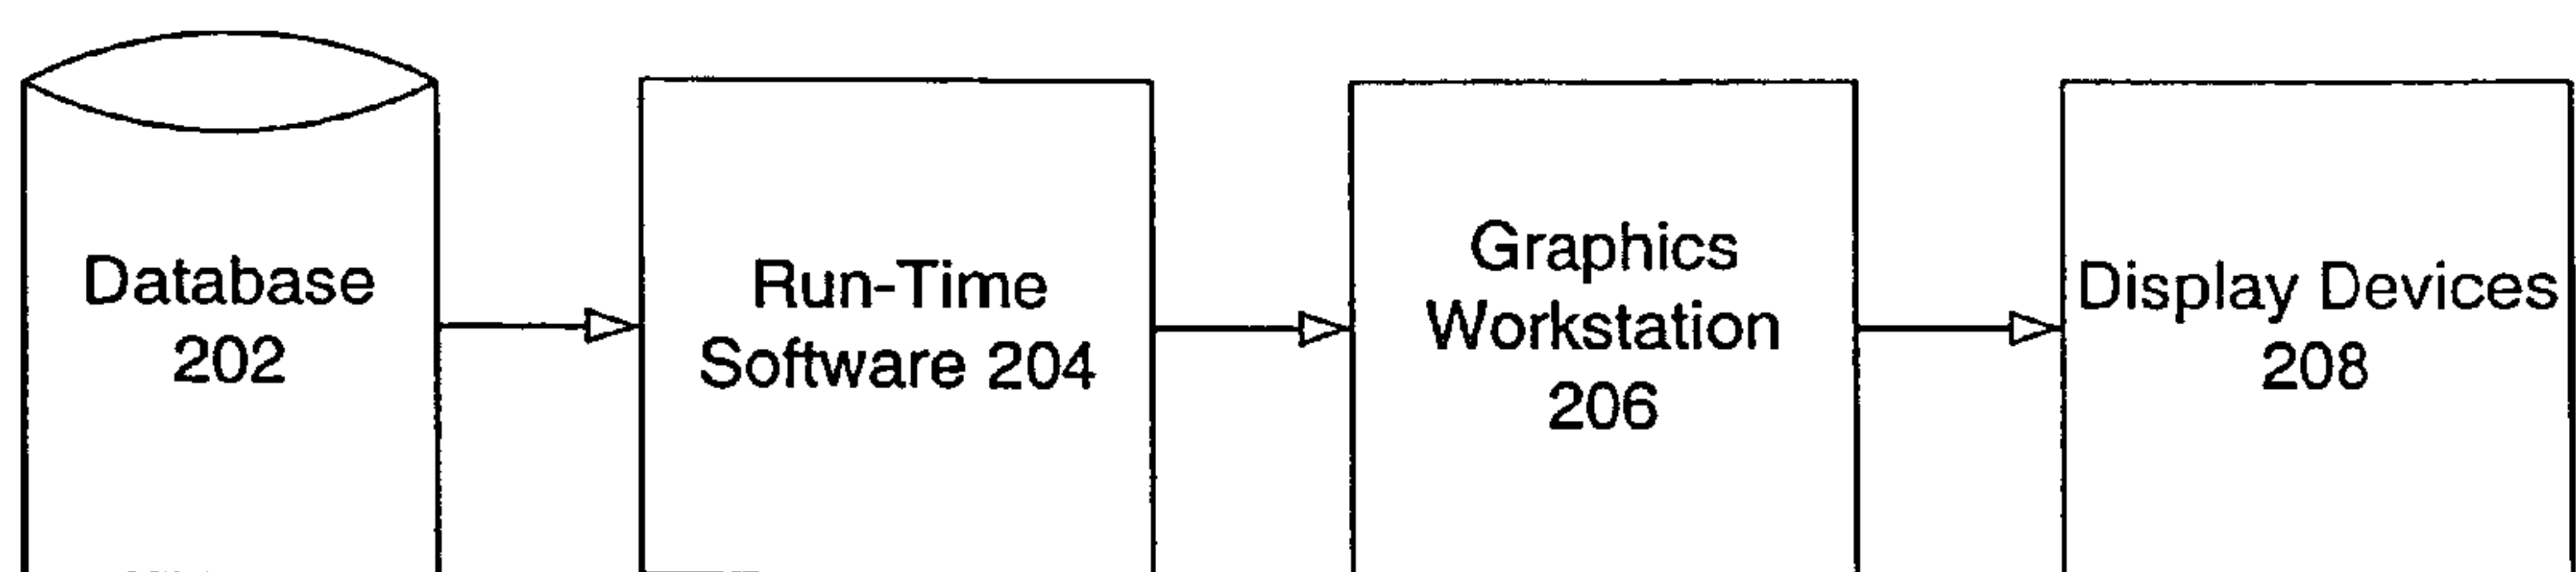 Database
202
Run-Time
Software 204
Graphics
Workstation
206
Display Devices
208